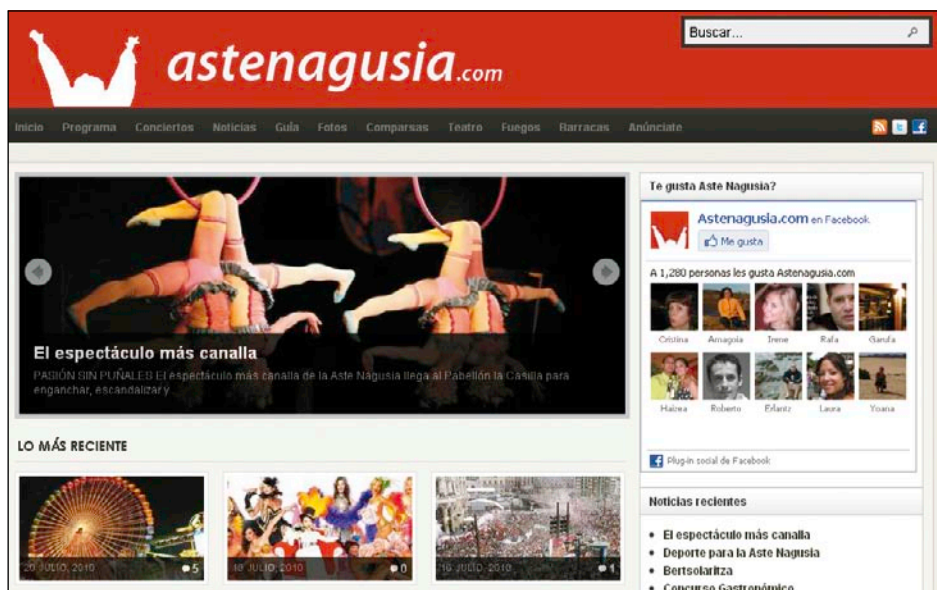 Buscar...
astenagusia.com
Inicio Programa Conciertos Noticias Guía Fotos Comparsas Teatro Fuegos Barracas Anúnciate
El espectáculo más canalla
PASIÓN SIN PUÑALES El espectáculo más canalla de la Aste Nagusia llega al Pabellón la Casilla para
enganchar, escandalizar y
LO MÁS RECIENTE
20 JULIO, 2010 5
18 JULIO, 2010 0
16 JULIO, 2010 1
Te gusta Aste Nagusia?
Astenagusia.com en Facebook
Me gusta
A 1,280 personas les gusta Astenagusia.com
Cristina Amagoia Irene Rafa Garufa
Haizea Roberto Erlantz Laura Yoana
Plug-in social de Facebook
Noticias recientes
El espectáculo más canalla
Deporte para la Aste Nagusia
Bertsolaritza
Concurso Gastronómico